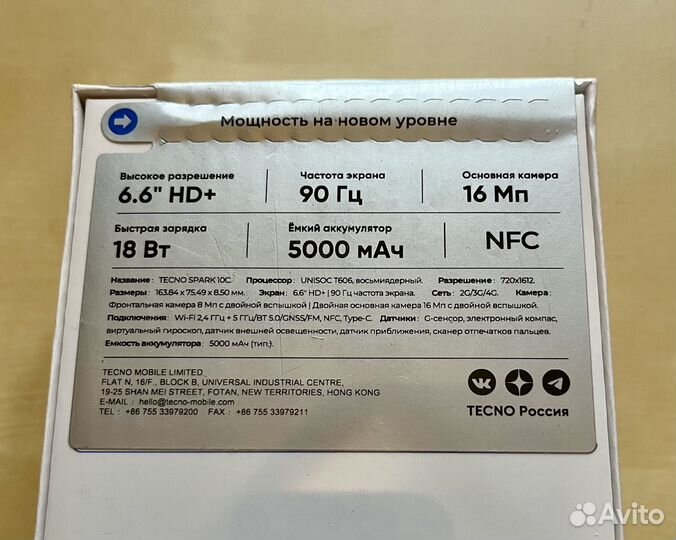 Мощность на новом уровне
Высокое разрешение
6.6" HD+
Частота экрана
90 Гц
Основная камера
16 Мп
Быстрая зарядка
18 Вт
Ёмкий аккумулятор
5000 мАч
NFC
Название: TECNO SPARK 10C. Процессор: UNISOC T606, восьмиядерный. Разрешение: 720x1612.
Размеры: 163.84 x 75.49 x 8.50 мм. Экран: 6.6" HD+ | 90 Гц частота экрана. Сеть: 2G/3G/4G. Камера:
Фронтальная камера 8 Мп с двойной вспышкой | Двойная основная камера 16 Мп с двойной вспышкой.
Подключения: Wi-Fi 2,4 ГГц + 5 ГГц/BT 5.0/GNSS/FM, NFC, Type-C. Датчики: G-сенсор, электронный компас,
виртуальный гироскоп, датчик внешней освещенности, датчик приближения, сканер отпечатков пальцев.
Емкость аккумулятора: 5000 мАч (тип.).
TECNO MOBILE LIMITED
FLAT N, 16/F., BLOCK B, UNIVERSAL INDUSTRIAL CENTRE,
19-25 SHAN MEI STREET, FOTAN, NEW TERRITORIES, HONG KONG
E-MAIL : hello@tecno-mobile.com
TEL : +86 755 33979200 FAX : +86 755 33979211
TECNO Россия
Avito